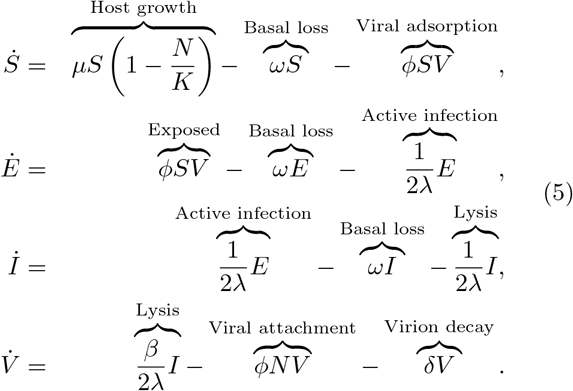 Host growth
Basal loss
Viral adsorption
Ṡ = μS (1 − N/K) − ωS − ϕSV ,
Exposed
Basal loss
Active infection
Ė = ϕSV − ωE − 1/2λ E ,
(5)
Active infection
Basal loss
Lysis
İ = 1/2λ E − ωI − 1/2λ I,
Lysis
Viral attachment
Virion decay
V̇ = β/2λ I − ϕNV − δV .